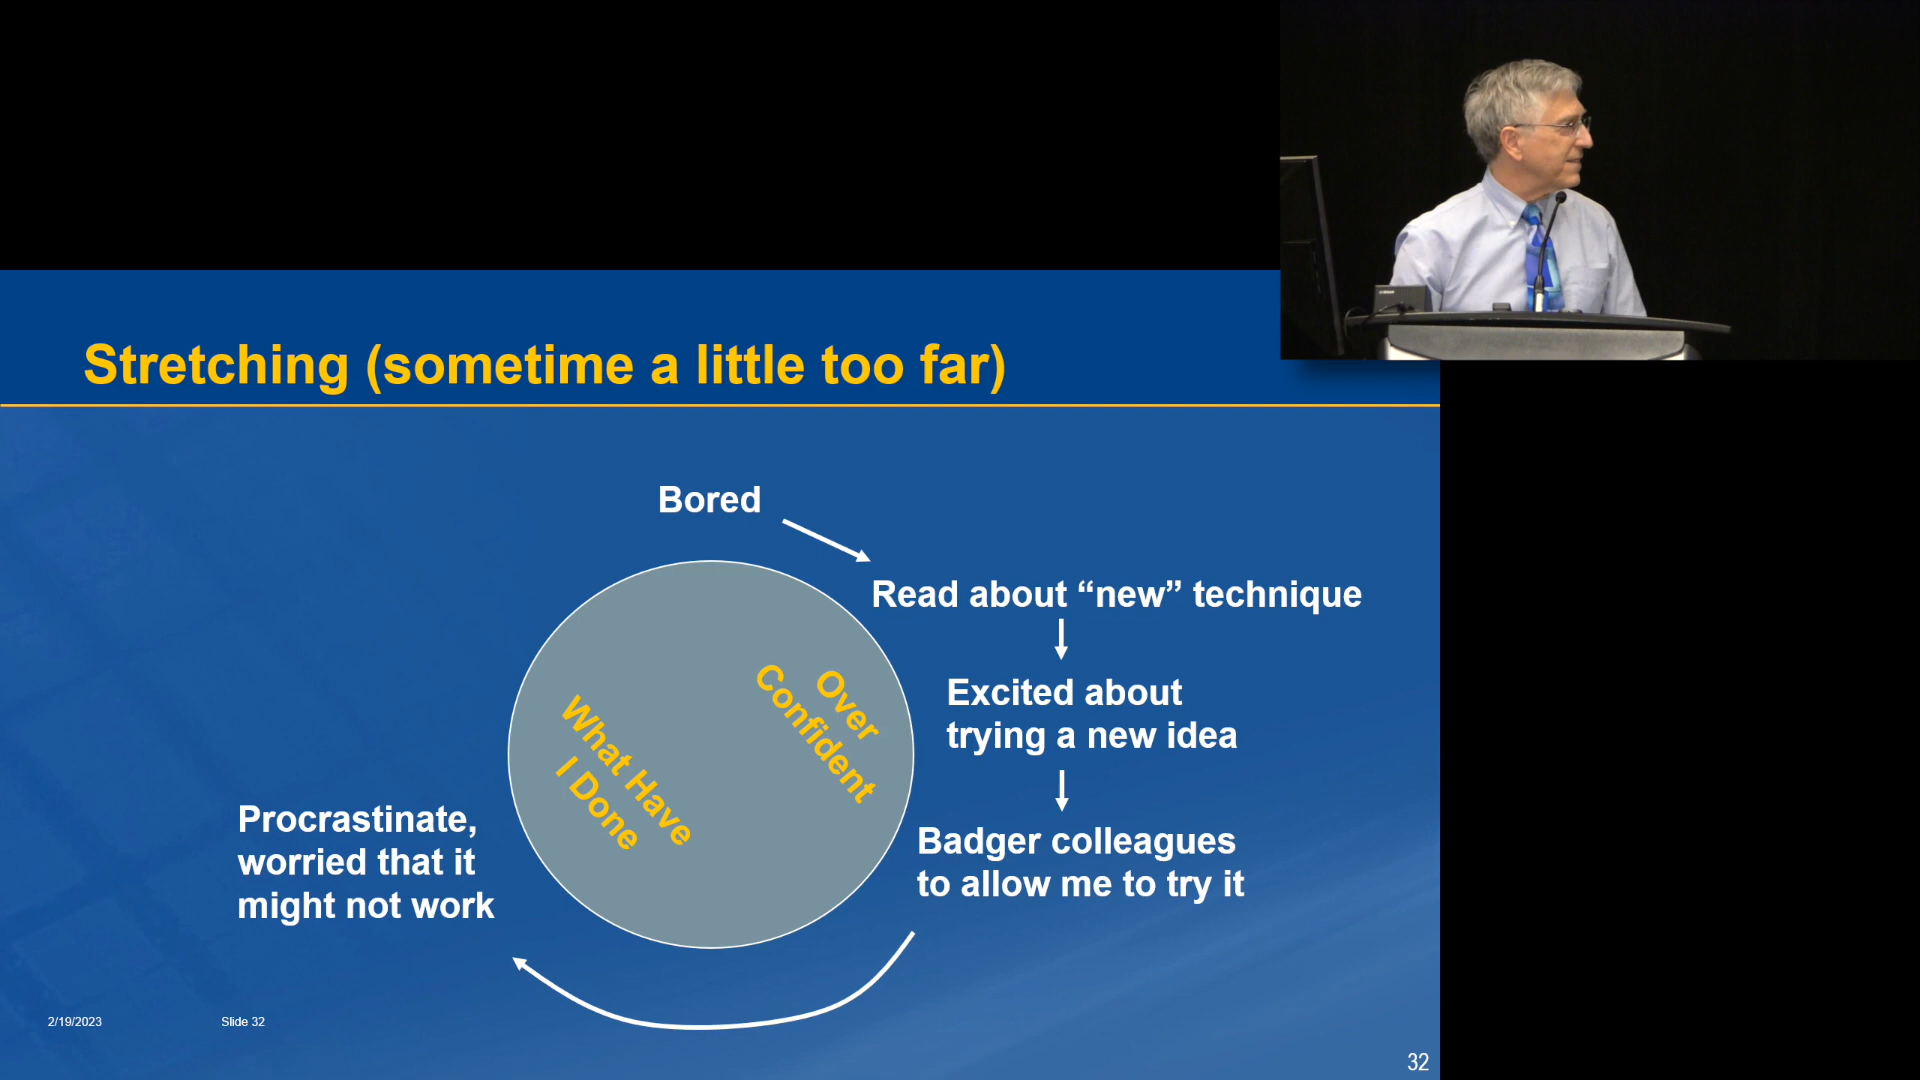 Stretching (sometime a little too far)
Bored
Read about “new” technique
Excited about
trying a new idea
Badger colleagues
to allow me to try it
Over
Confident
What Have
I Done
Procrastinate,
worried that it
might not work
2/19/2023
Slide 32
32